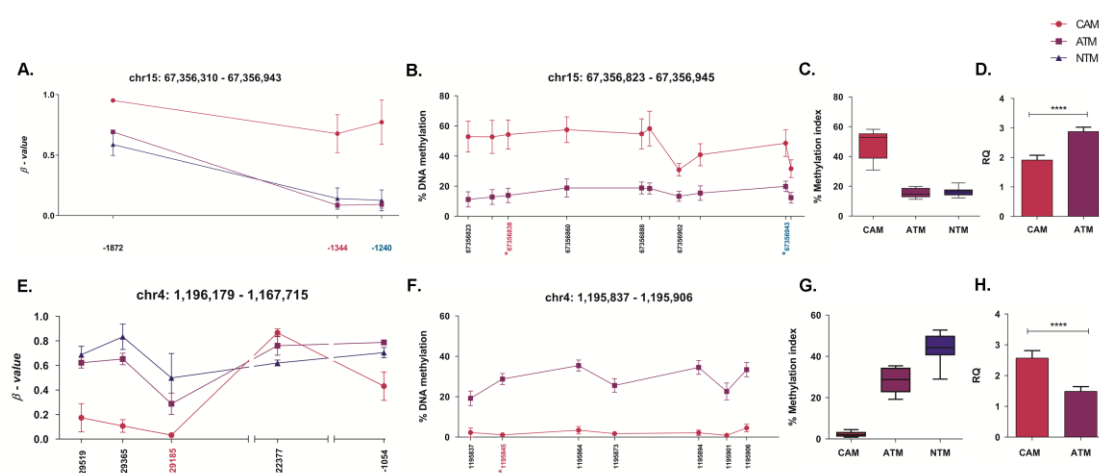 CAM
ATM
NTM
A.
chr15: 67,356,310 - 67,356,943
β - value
1.0
0.5
0.0
-1872
-1344
-1240
B.
chr15: 67,356,823 - 67,356,945
% DNA methylation
100
80
60
40
20
0
67356823
*67356838
67356860
67356888
67356902
*67356943
C.
% Methylation index
80
60
40
20
0
CAM
ATM
NTM
D.
RQ
4
3
2
1
0
****
CAM
ATM
E.
chr4: 1,196,179 - 1,167,715
β - value
1.0
0.8
0.6
0.4
0.2
0.0
29519
29365
29185
22377
-1054
F.
chr4: 1,195,837 - 1,195,906
% DNA methylation
60
40
20
0
1195837
*1195845
1195864
1195873
1195894
1195901
1195906
G.
% Methylation index
60
40
20
0
CAM
ATM
NTM
H.
RQ
4
3
2
1
0
****
CAM
ATM